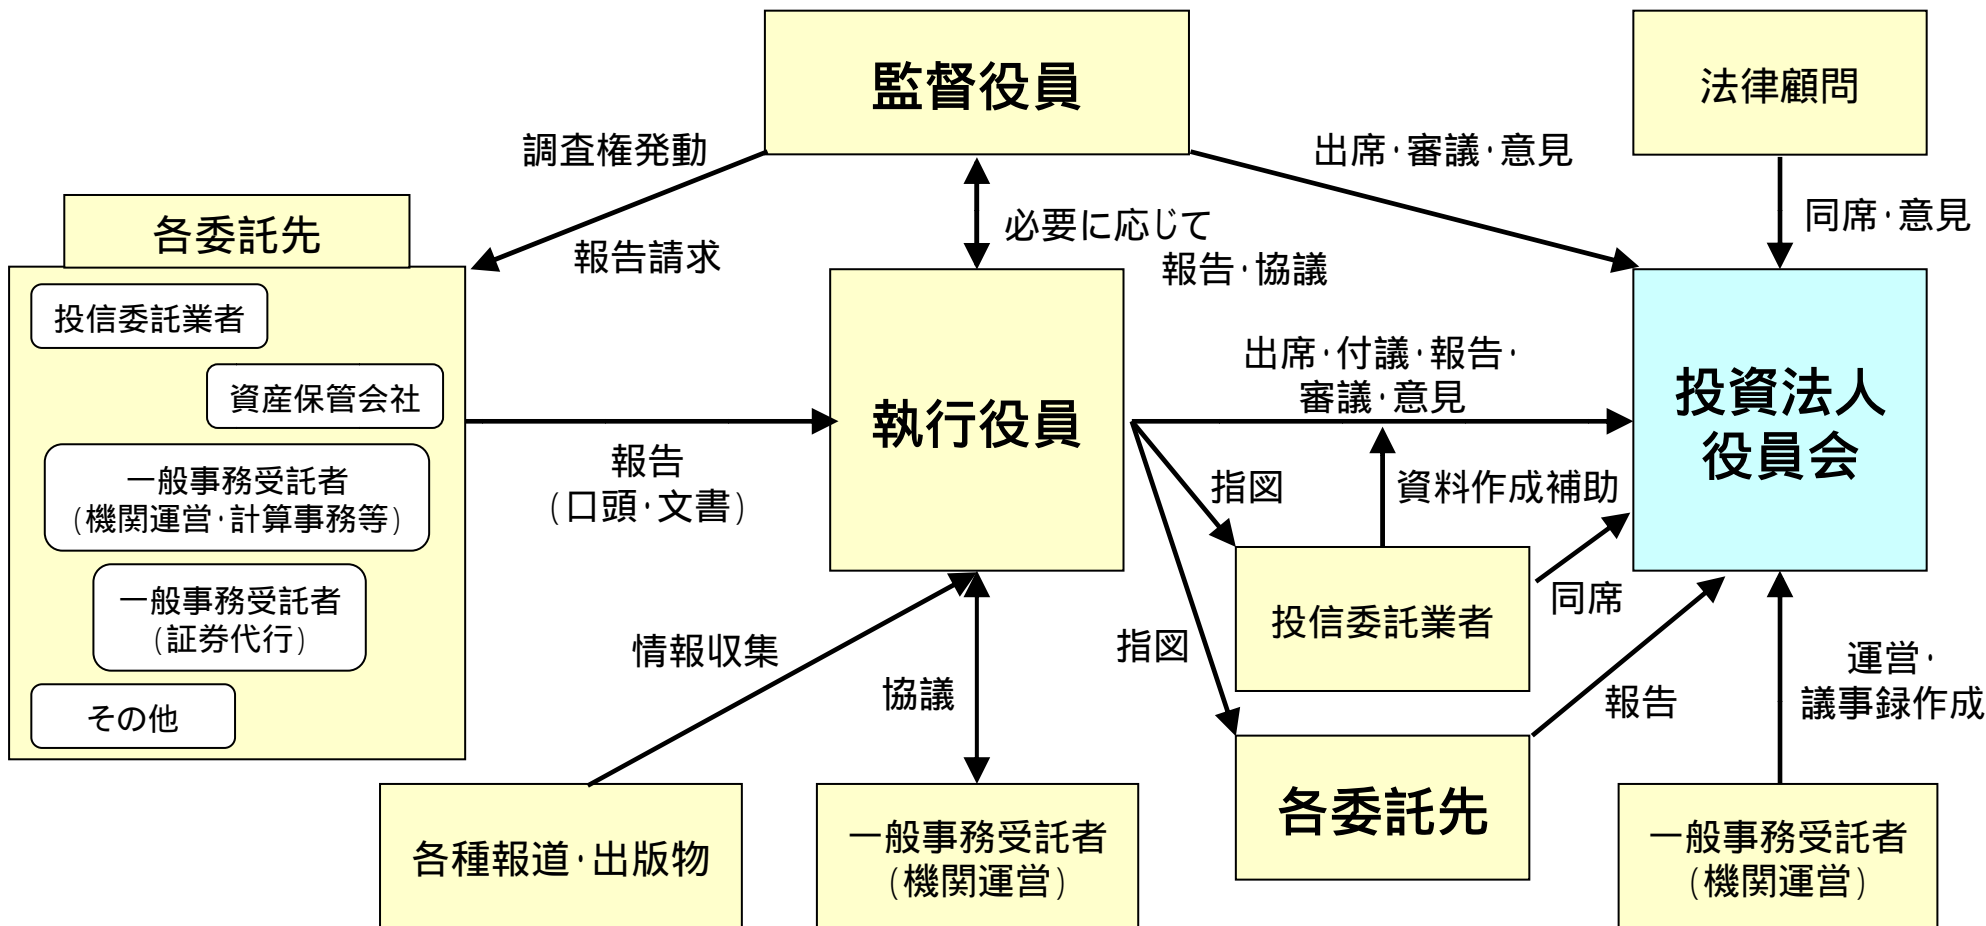 監督役員
法律顧問
調査権発動
出席・審議・意見
各委託先
必要に応じて
同席・意見
報告請求
報告・協議
投信委託業者
資産保管会社
一般事務受託者
(機関運営・計算事務等)
一般事務受託者
(証券代行)
その他
報告
(口頭・文書)
執行役員
出席・付議・報告・
審議・意見
投資法人
役員会
指図
資料作成補助
投信委託業者
同席
指図
情報収集
協議
報告
運営・
議事録作成
各委託先
各種報道・出版物
一般事務受託者
(機関運営)
一般事務受託者
(機関運営)